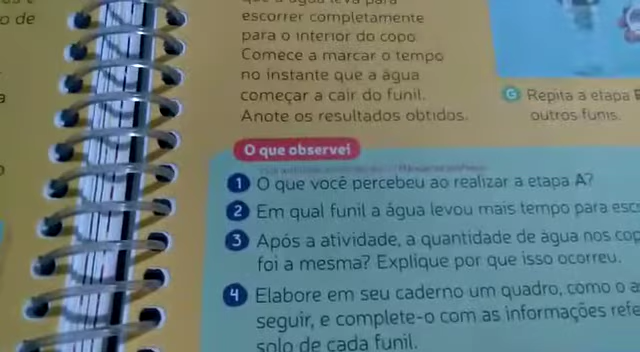 o de
escorrer completamente
para o interior do copo
Comece a marcar o tempo
no instante que a água
começar a cair do funil.
Anote os resultados obtidos.
G Repita a etapa
outros funis.
O que observei
1 O que você percebeu ao realizar a etapa A?
2 Em qual funil a água levou mais tempo para esc
3 Após a atividade, a quantidade de água nos cop
foi a mesma? Explique por que isso ocorreu.
4 Elabore em seu caderno um quadro, como o a
seguir, e complete-o com as informações refe
solo de cada funil.